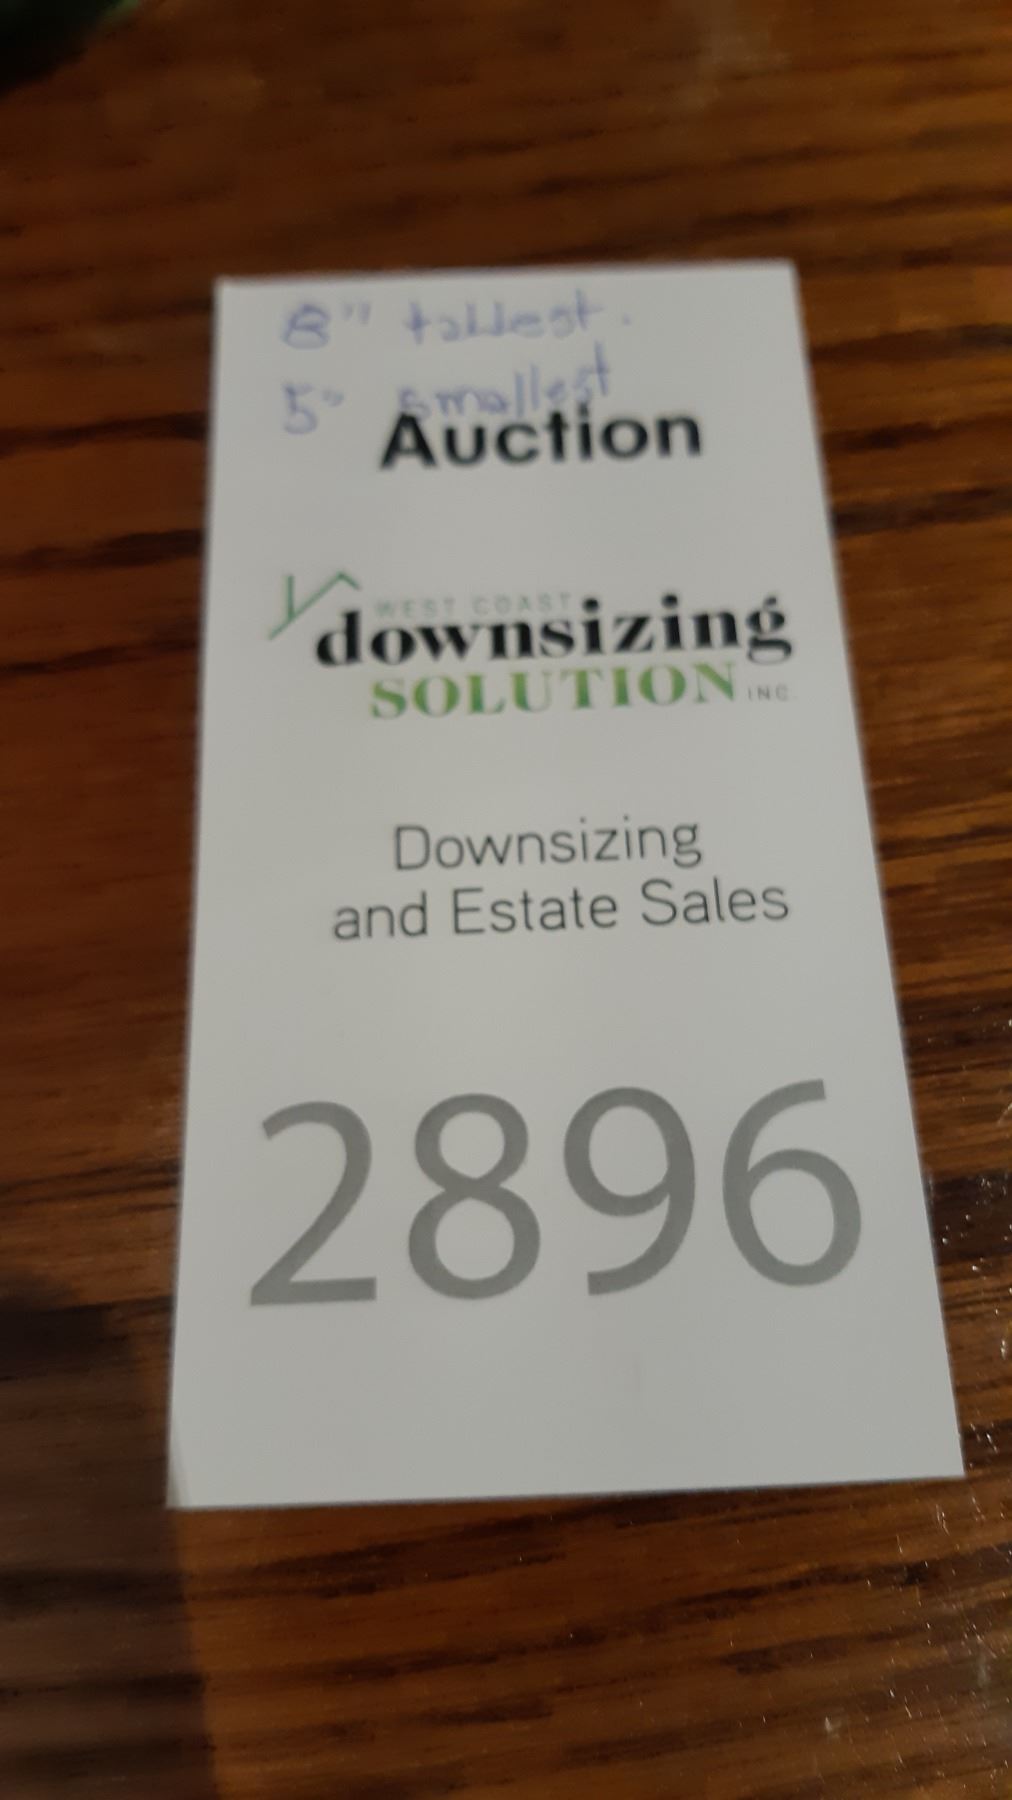 8" tallest.
5" smallest
Auction
WEST COAST
downsizing
SOLUTION INC.
Downsizing
and Estate Sales
2896